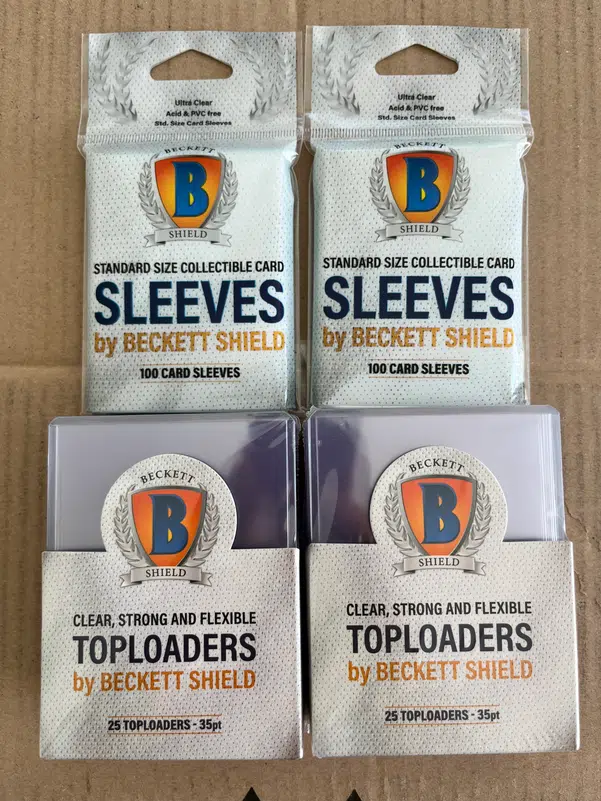 Ultra Clear
Acid & PVC free
Std. Size Card Sleeves
BECKETT
B
SHIELD
STANDARD SIZE COLLECTIBLE CARD
SLEEVES
by BECKETT SHIELD
100 CARD SLEEVES
Ultra Clear
Acid & PVC free
Std. Size Card Sleeves
BECKETT
B
SHIELD
STANDARD SIZE COLLECTIBLE CARD
SLEEVES
by BECKETT SHIELD
100 CARD SLEEVES
BECKETT
B
SHIELD
CLEAR, STRONG AND FLEXIBLE
TOPLOADERS
by BECKETT SHIELD
25 TOPLOADERS - 35pt
BECKETT
B
SHIELD
CLEAR, STRONG AND FLEXIBLE
TOPLOADERS
by BECKETT SHIELD
25 TOPLOADERS - 35pt